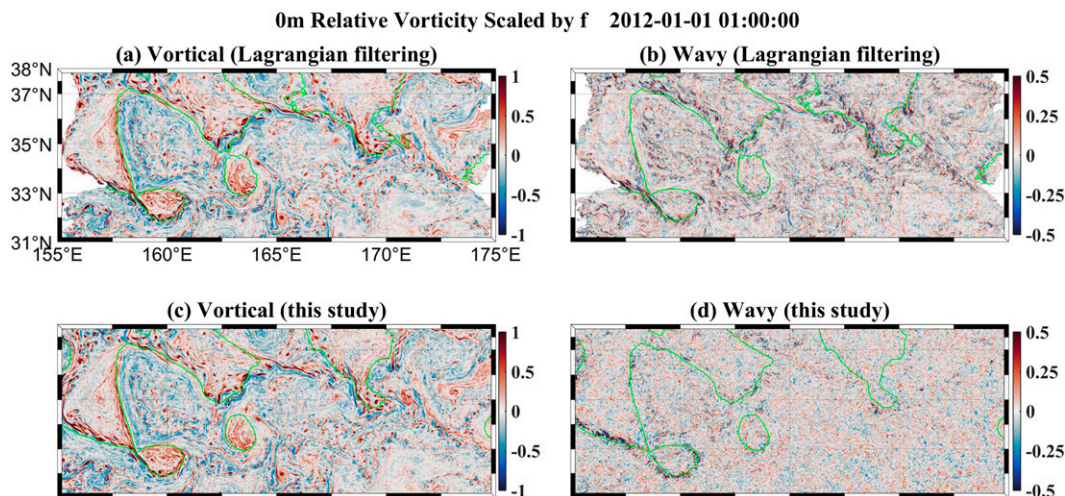 0m Relative Vorticity Scaled by f 2012-01-01 01:00:00
(a) Vortical (Lagrangian filtering)
(b) Wavy (Lagrangian filtering)
38°N
37°N
35°N
33°N
31°N
155°E 160°E 165°E 170°E 175°E
1
0.5
0
-0.5
-1
0.5
0.25
0
-0.25
-0.5
(c) Vortical (this study)
(d) Wavy (this study)
1
0.5
0
-0.5
-1
0.5
0.25
0
-0.25
-0.5